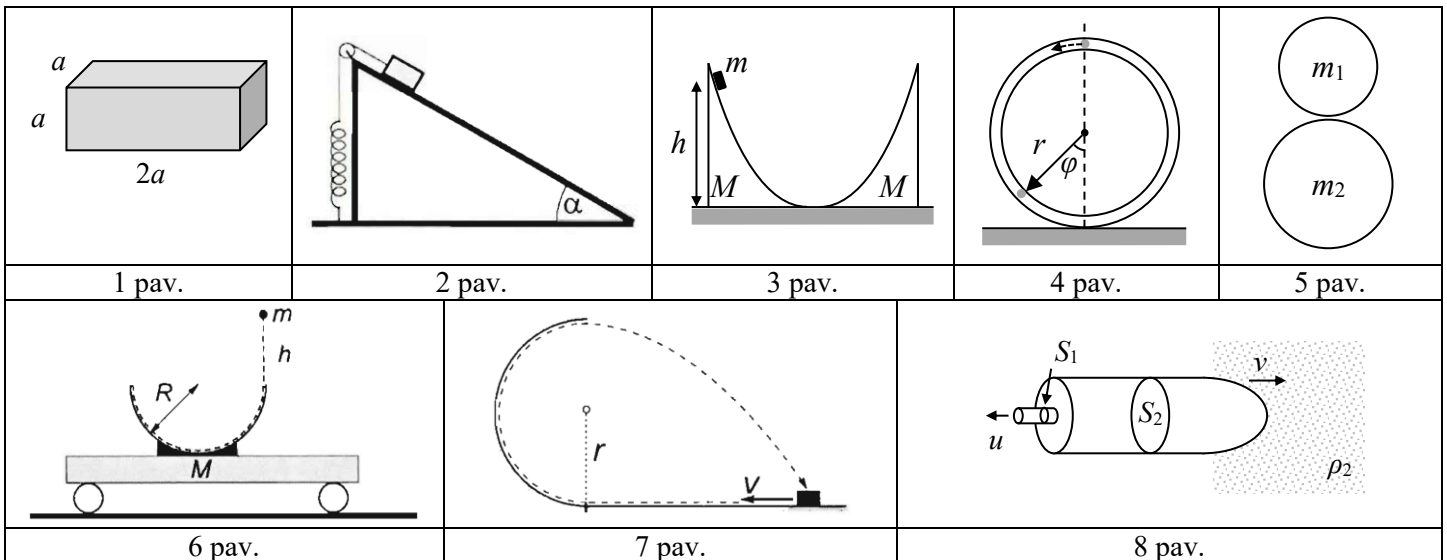 a
a
2a
1 pav.
α
2 pav.
m
h
M M
3 pav.
r
φ
4 pav.
m1
m2
5 pav.
m
h
R
M
6 pav.
r
v
7 pav.
S1
S2
v
u
ρ2
8 pav.